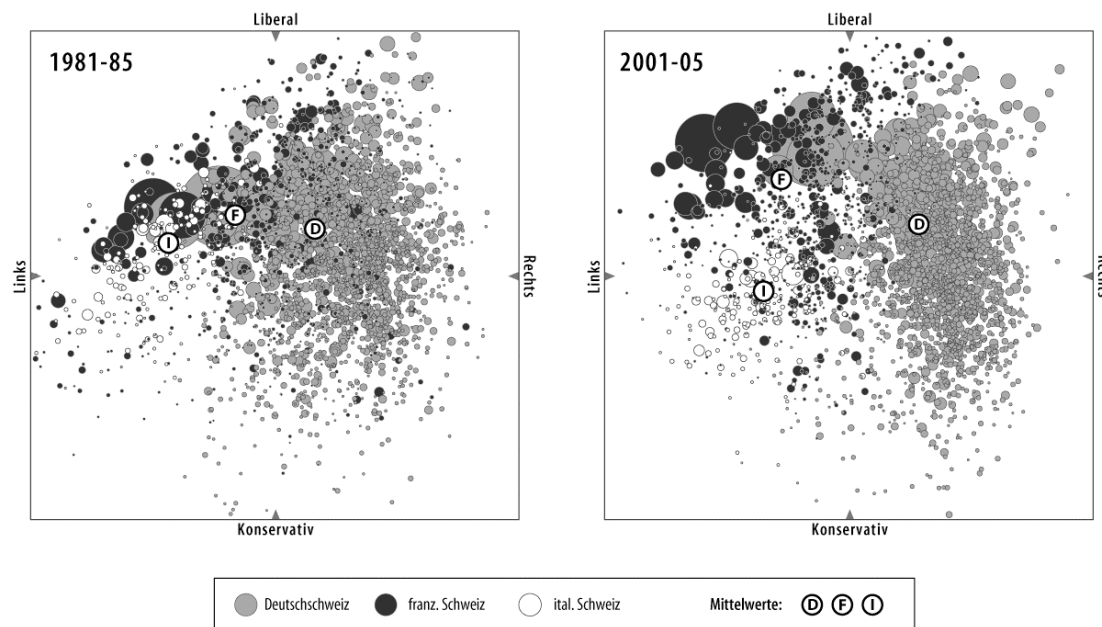 Liberal
Liberal
1981-85
2001-05
F
D
I
F
D
I
Links
Rechts
Links
Konservativ
Konservativ
Deutschschweiz
franz. Schweiz
ital. Schweiz
Mittelwerte:
D
F
I